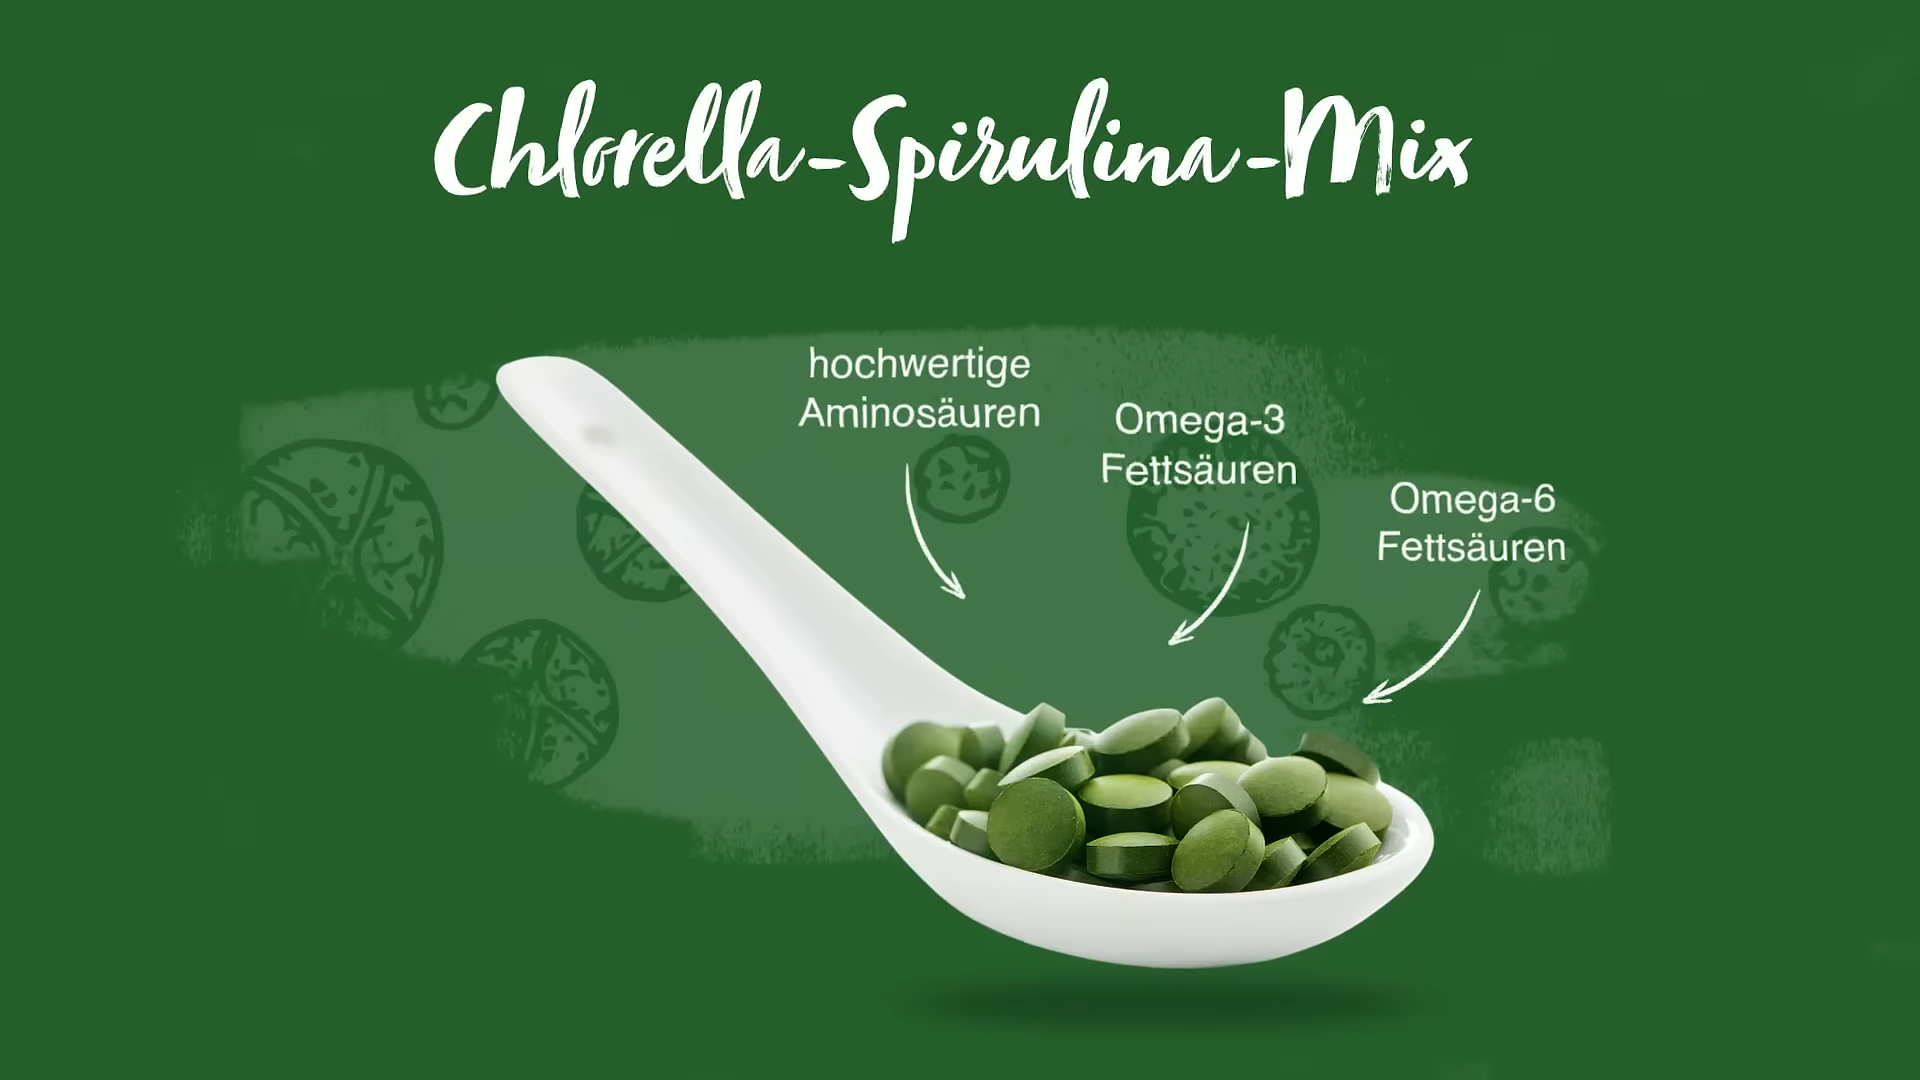 Chlorella-Spirulina-Mix
hochwertige
Aminosäuren
Omega-3
Fettsäuren
Omega-6
Fettsäuren